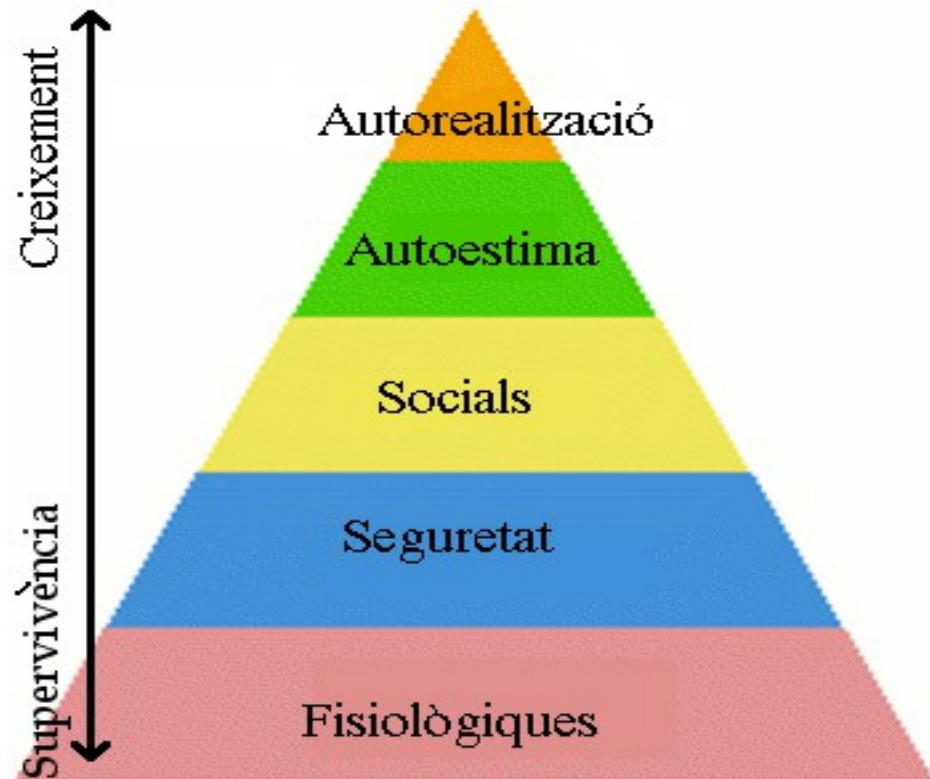 Creixement
Autorealització
Autoestima
Socials
Seguretat
Supervivència
Fisiològiques